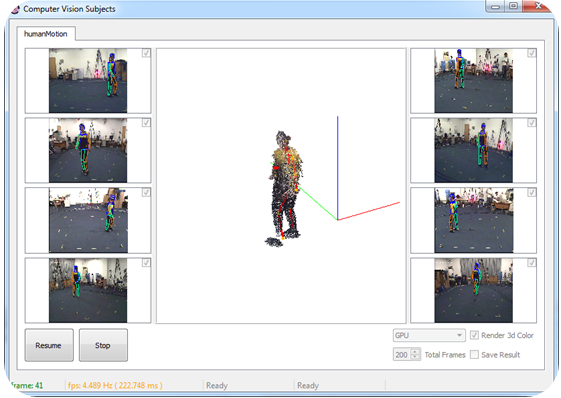 Computer Vision Subjects
humanMotion
Resume
Stop
GPU
Render 3d Color
200
Total Frames
Save Result
frame: 41
fps: 4.489 Hz ( 222.748 ms )
Ready
Ready